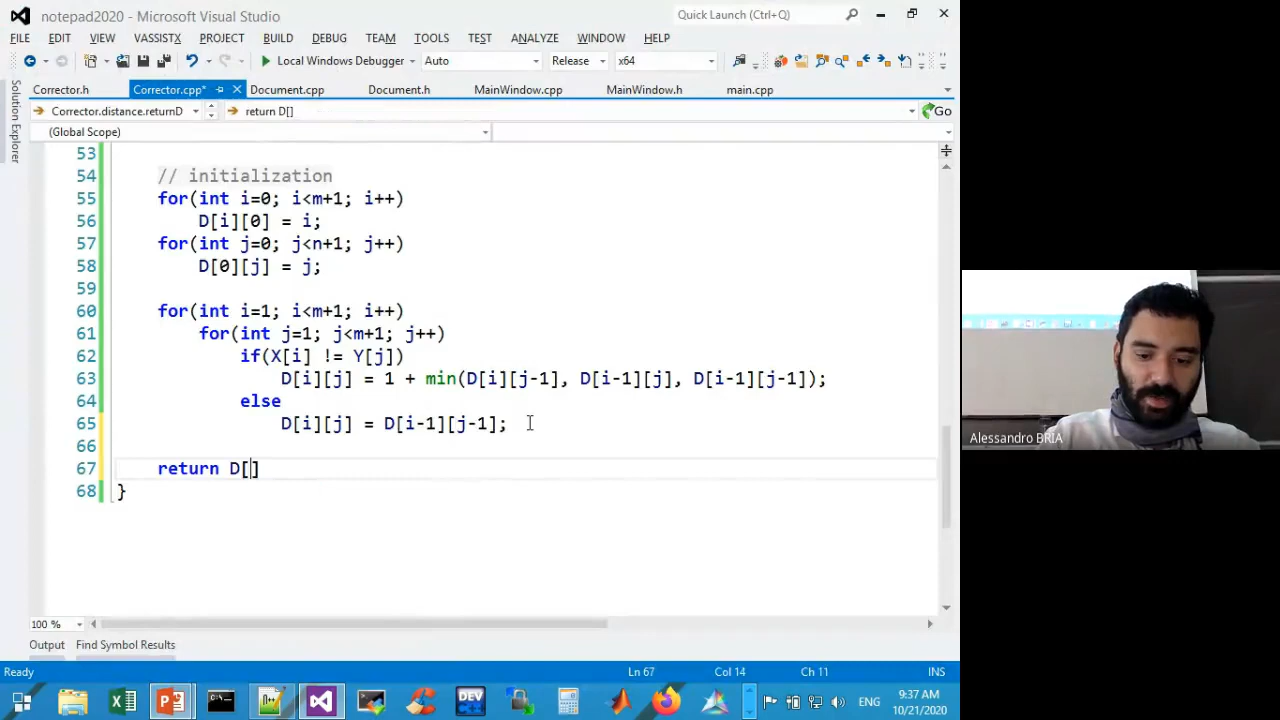 notepad2020 - Microsoft Visual Studio
Quick Launch (Ctrl+Q)
FILE EDIT VIEW VASSISTX PROJECT BUILD DEBUG TEAM TOOLS TEST ANALYZE WINDOW HELP
Local Windows Debugger Auto Release x64
Solution Explorer
Corrector.h Corrector.cpp* Document.cpp Document.h MainWindow.cpp MainWindow.h main.cpp
Corrector.distance.returnD return D[] Go
(Global Scope)
53
54 // initialization
55 for(int i=0; i<m+1; i++)
56 D[i][0] = i;
57 for(int j=0; j<n+1; j++)
58 D[0][j] = j;
59
60 for(int i=1; i<m+1; i++)
61 for(int j=1; j<m+1; j++)
62 if(X[i] != Y[j])
63 D[i][j] = 1 + min(D[i][j-1], D[i-1][j], D[i-1][j-1]);
64 else
65 D[i][j] = D[i-1][j-1];
66
67 return D[]
68 }
Alessandro BRIA
100 %
Output Find Symbol Results
Ready Ln 67 Col 14 Ch 11 INS
DEV C++
ENG
9:37 AM
10/21/2020